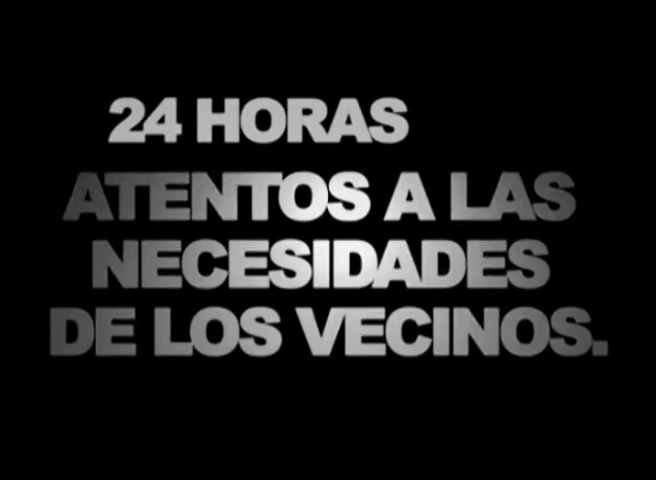 24 HORAS
ATENTOS A LAS
NECESIDADES
DE LOS VECINOS.